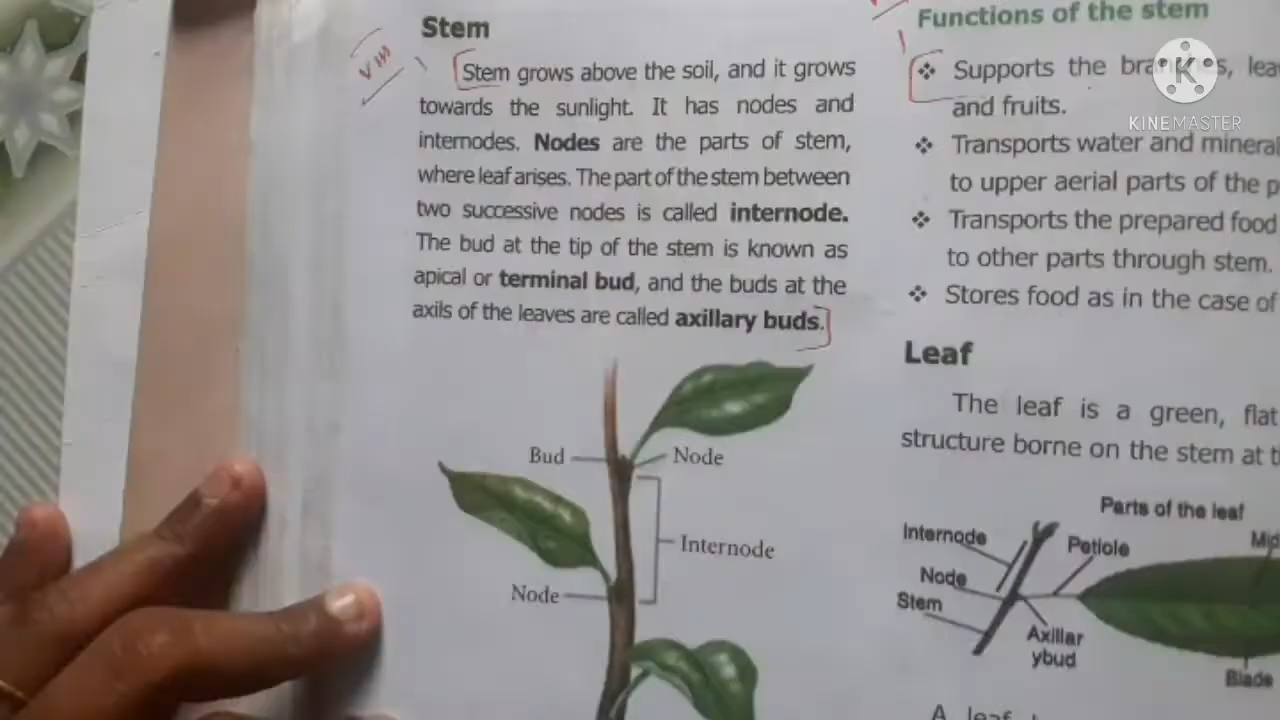 Stem
Stem grows above the soil, and it grows
towards the sunlight. It has nodes and
internodes. Nodes are the parts of stem,
where leaf arises. The part of the stem between
two successive nodes is called internode.
The bud at the tip of the stem is known as
apical or terminal bud, and the buds at the
axils of the leaves are called axillary buds.
Bud
Node
Internode
Node
Functions of the stem
Supports the branches,
and fruits.
Transports water and
to upper aerial parts of the
Transports the prepared food
to other parts through stem.
Stores food as in the case of
Leaf
The leaf is a green, flat
structure borne on the stem at
Parts of the leaf
Internode
Petiole
Node
Stem
Axillar
ybud
Blade
A leaf
K
KINEMASTER